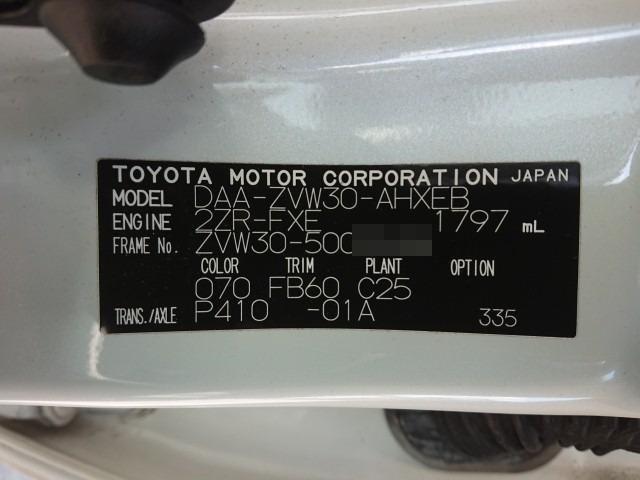 TOYOTA MOTOR CORPORATION JAPAN
MODEL DAA-ZVW30-AHXEB
ENGINE 2ZR-FXE 1797 mL
FRAME No. ZVW30-500
COLOR TRIM PLANT OPTION
070 FB60 C25
TRANS./AXLE P410 -01A 335